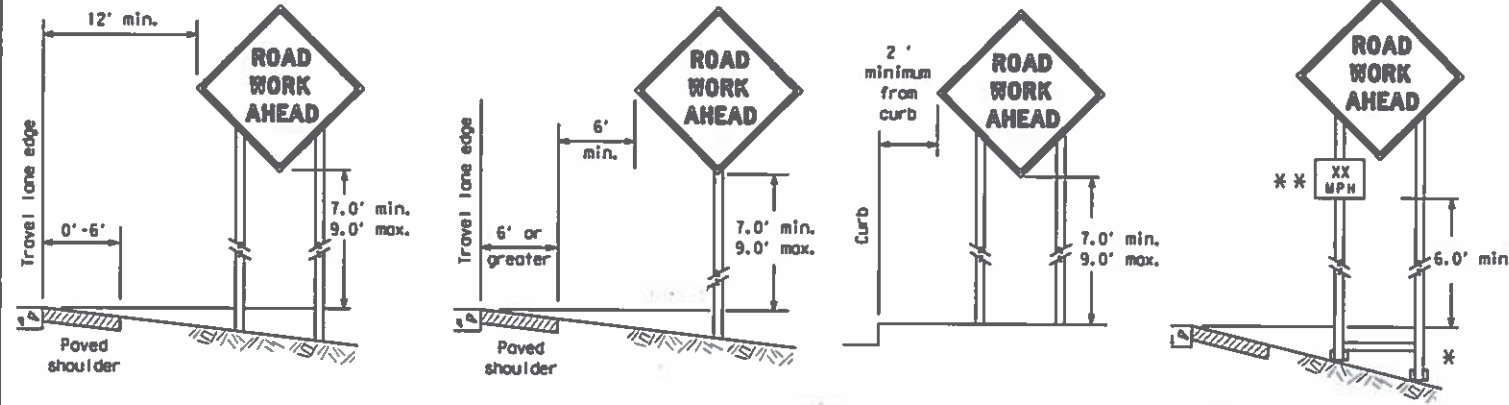 12' min.
ROAD
WORK
AHEAD
Travel lane edge
0'-6'
7.0' min.
9.0' max.
Paved
shoulder
ROAD
WORK
AHEAD
6'
min.
Travel lane edge
6' or
greater
7.0' min.
9.0' max.
Paved
shoulder
2 '
minimum
from
curb
ROAD
WORK
AHEAD
Curb
7.0' min.
9.0' max.
ROAD
WORK
AHEAD
* *
XX
MPH
6.0' min
*